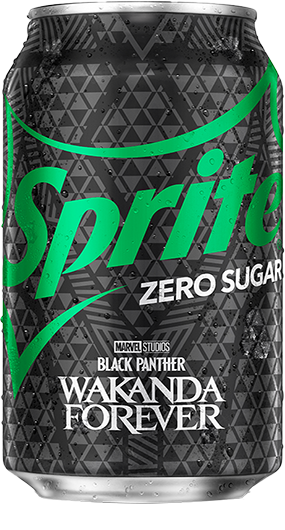 Sprite
ZERO SUGAR
MARVEL STUDIOS
BLACK PANTHER
WAKANDA
FOREVER